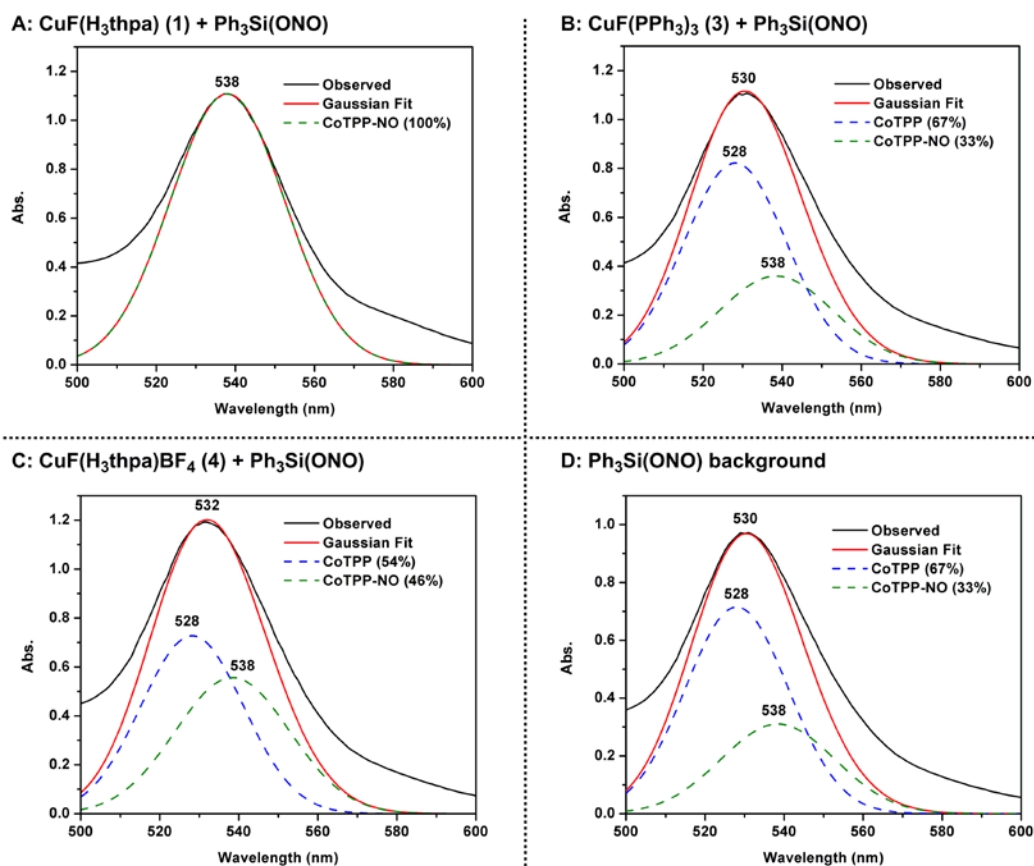 A: CuF(H₃thpa) (1) + Ph₃Si(ONO)
538
Observed
Gaussian Fit
CoTPP-NO (100%)
1.2
1.0
0.8
0.6
0.4
0.2
0.0
Abs.
500 520 540 560 580 600
Wavelength (nm)
B: CuF(PPh₃)₃ (3) + Ph₃Si(ONO)
530
Observed
Gaussian Fit
CoTPP (67%)
CoTPP-NO (33%)
528
538
1.2
1.0
0.8
0.6
0.4
0.2
0.0
Abs.
500 520 540 560 580 600
Wavelength (nm)
C: CuF(H₃thpa)BF₄ (4) + Ph₃Si(ONO)
532
Observed
Gaussian Fit
CoTPP (54%)
CoTPP-NO (46%)
528
538
1.2
1.0
0.8
0.6
0.4
0.2
0.0
Abs.
500 520 540 560 580 600
Wavelength (nm)
D: Ph₃Si(ONO) background
530
Observed
Gaussian Fit
CoTPP (67%)
CoTPP-NO (33%)
528
538
1.0
0.8
0.6
0.4
0.2
0.0
Abs.
500 520 540 560 580 600
Wavelength (nm)